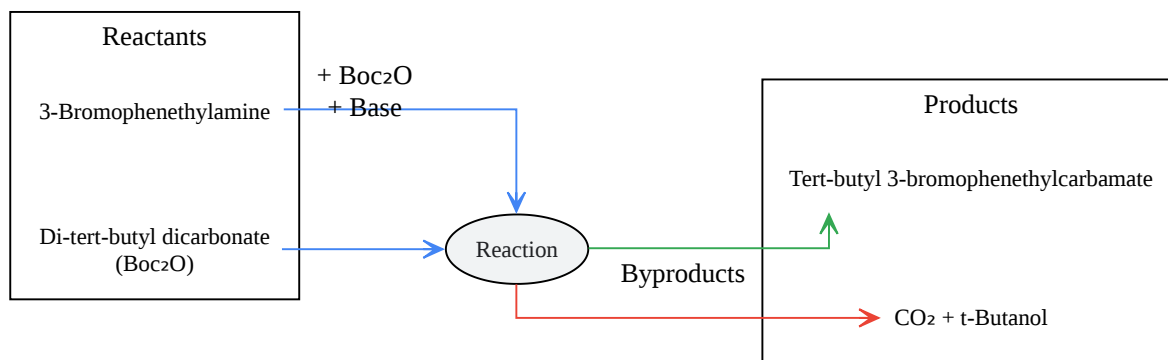 Reactants
3-Bromophenethylamine
Di-tert-butyl dicarbonate
(Boc₂O)
+ Boc₂O
+ Base
Reaction
Byproducts
Products
Tert-butyl 3-bromophenethylcarbamate
CO₂ + t-Butanol